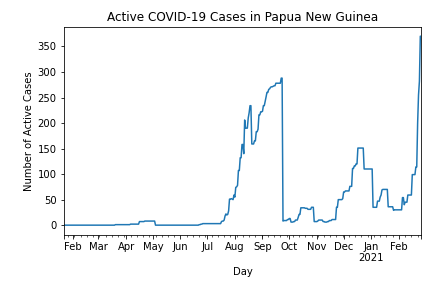 Active COVID-19 Cases in Papua New Guinea
Number of Active Cases
350
300
250
200
150
100
50
0
Feb Mar Apr May Jun Jul Aug Sep Oct Nov Dec Jan Feb
2021
Day